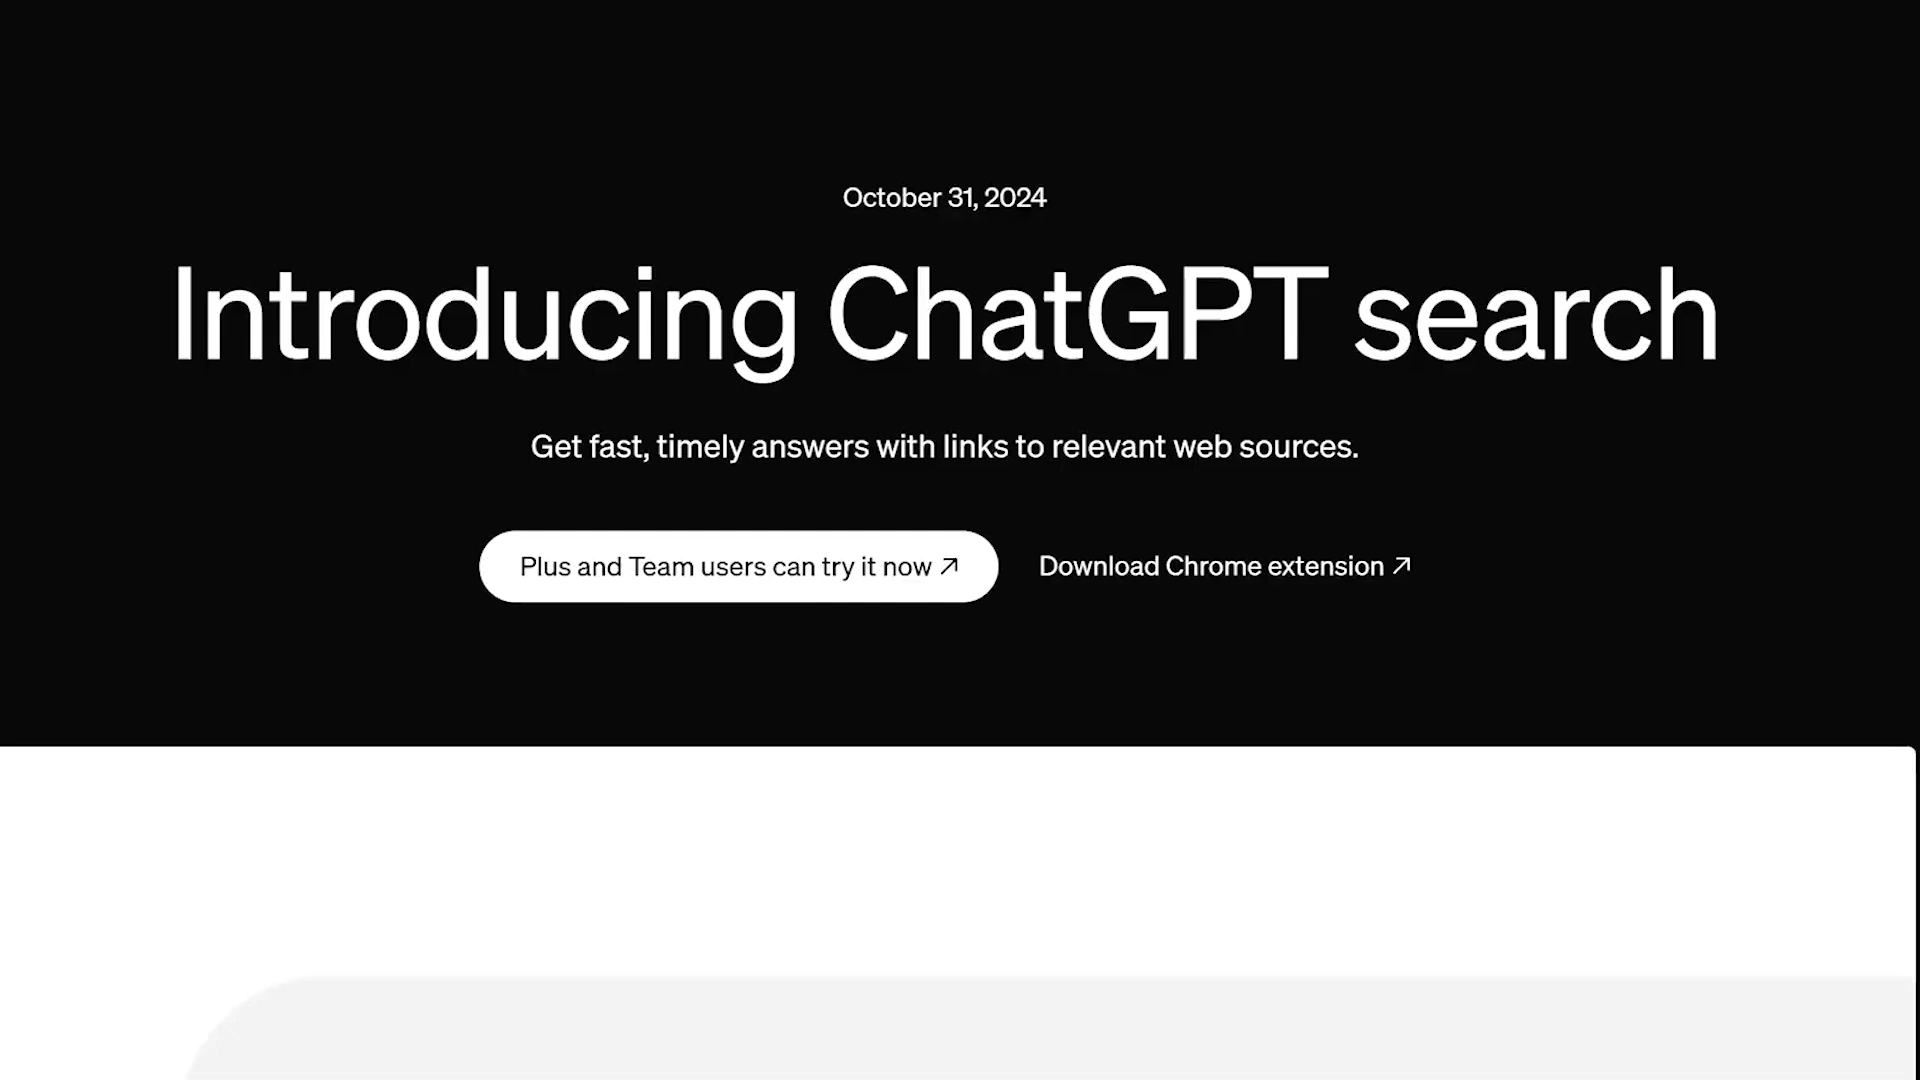 October 31, 2024
Introducing ChatGPT search
Get fast, timely answers with links to relevant web sources.
Plus and Team users can try it now ↗ Download Chrome extension ↗